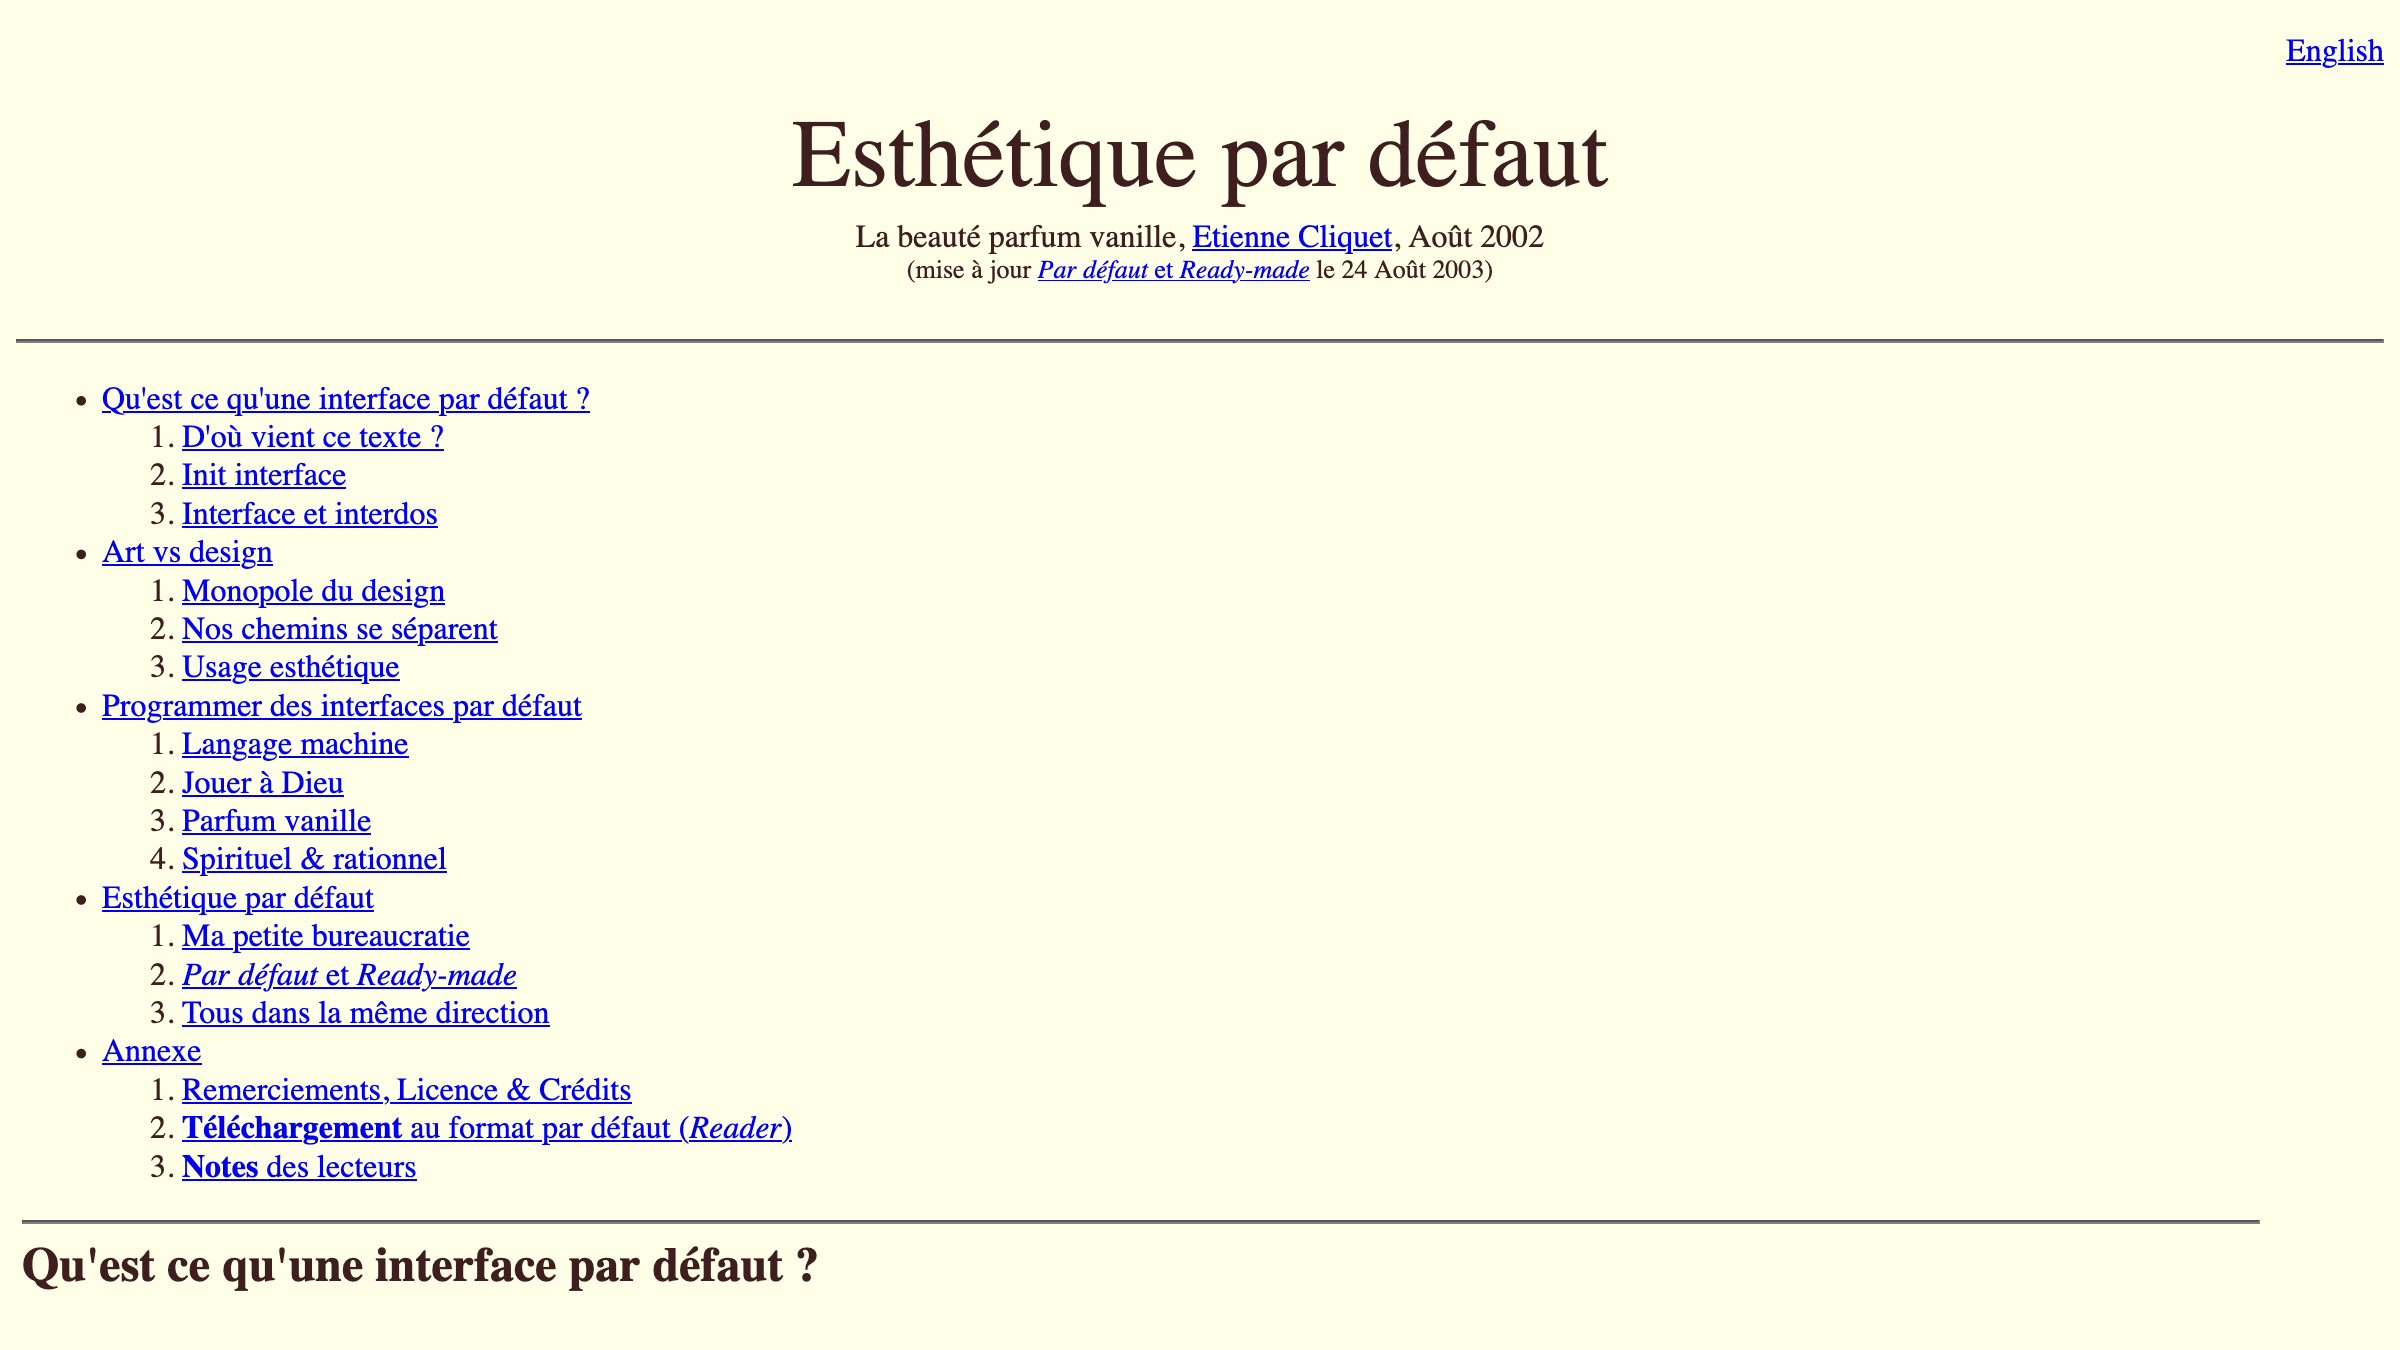 English
Esthétique par défaut
La beauté parfum vanille, Etienne Cliquet, Août 2002
(mise à jour Par défaut et Ready-made le 24 Août 2003)
• Qu'est ce qu'une interface par défaut ?
1. D'où vient ce texte ?
2. Init interface
3. Interface et interdos
• Art vs design
1. Monopole du design
2. Nos chemins se séparent
3. Usage esthétique
• Programmer des interfaces par défaut
1. Langage machine
2. Jouer à Dieu
3. Parfum vanille
4. Spirituel & rationnel
• Esthétique par défaut
1. Ma petite bureaucratie
2. Par défaut et Ready-made
3. Tous dans la même direction
• Annexe
1. Remerciements, Licence & Crédits
2. Téléchargement au format par défaut (Reader)
3. Notes des lecteurs
Qu'est ce qu'une interface par défaut ?